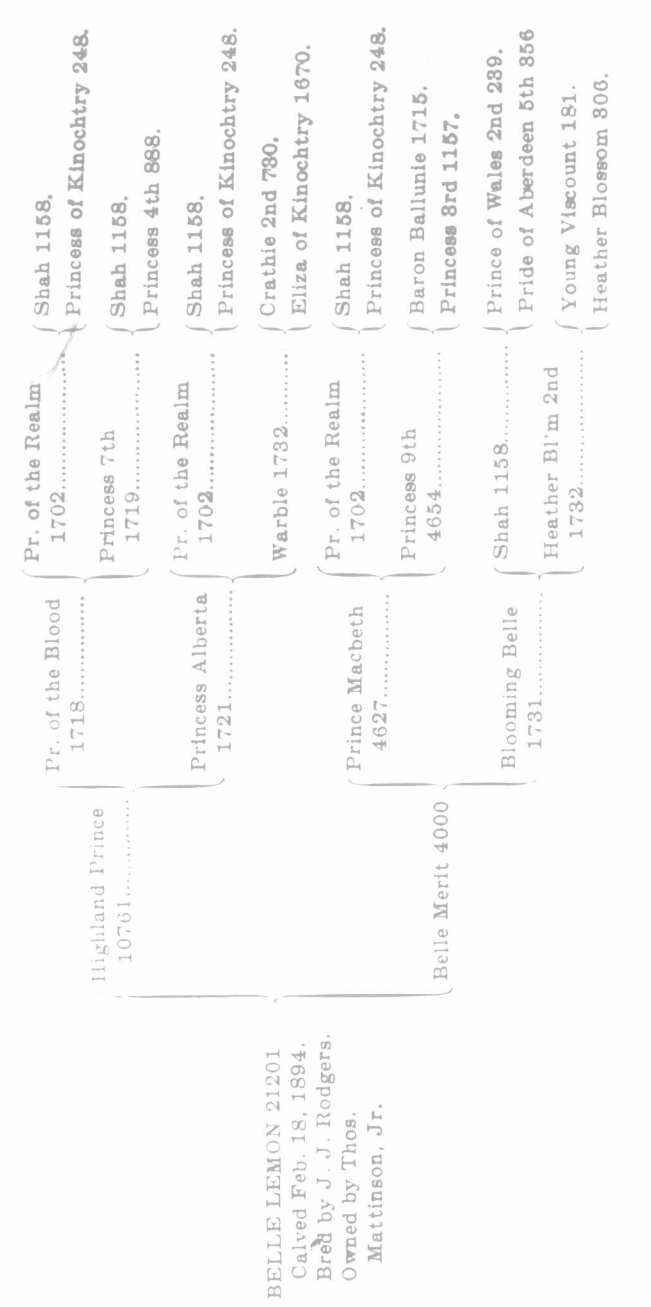 BELLE LEMON 21201
Calved Feb. 18, 1894.
Bred by J. J. Rodgers.
Owned by Thos.
Mattinson, Jr.
Highland Prince
10761
Belle Merit 4000
Pr. of the Blood
1718
Princess Alberta
1721
Prince Macbeth
4627
Blooming Belle
1731
Pr. of the Realm
1702
Princess 7th
1719
Pr. of the Realm
1702
Warble 1732
Pr. of the Realm
1702
Princess 9th
4654
Shah 1158
Heather Bl'm 2nd
1732
Shah 1158.
Princess of Kinochtry 248.
Shah 1158.
Princess 4th 888.
Shah 1158.
Princess of Kinochtry 248.
Crathie 2nd 780,
Eliza of Kinochtry 1670.
Shah 1158.
Princess of Kinochtry 248.
Baron Ballunie 1715.
Princess 3rd 1157.
Prince of Wales 2nd 239.
Pride of Aberdeen 5th 356
Young Viscount 181.
Heather Blossom 306.